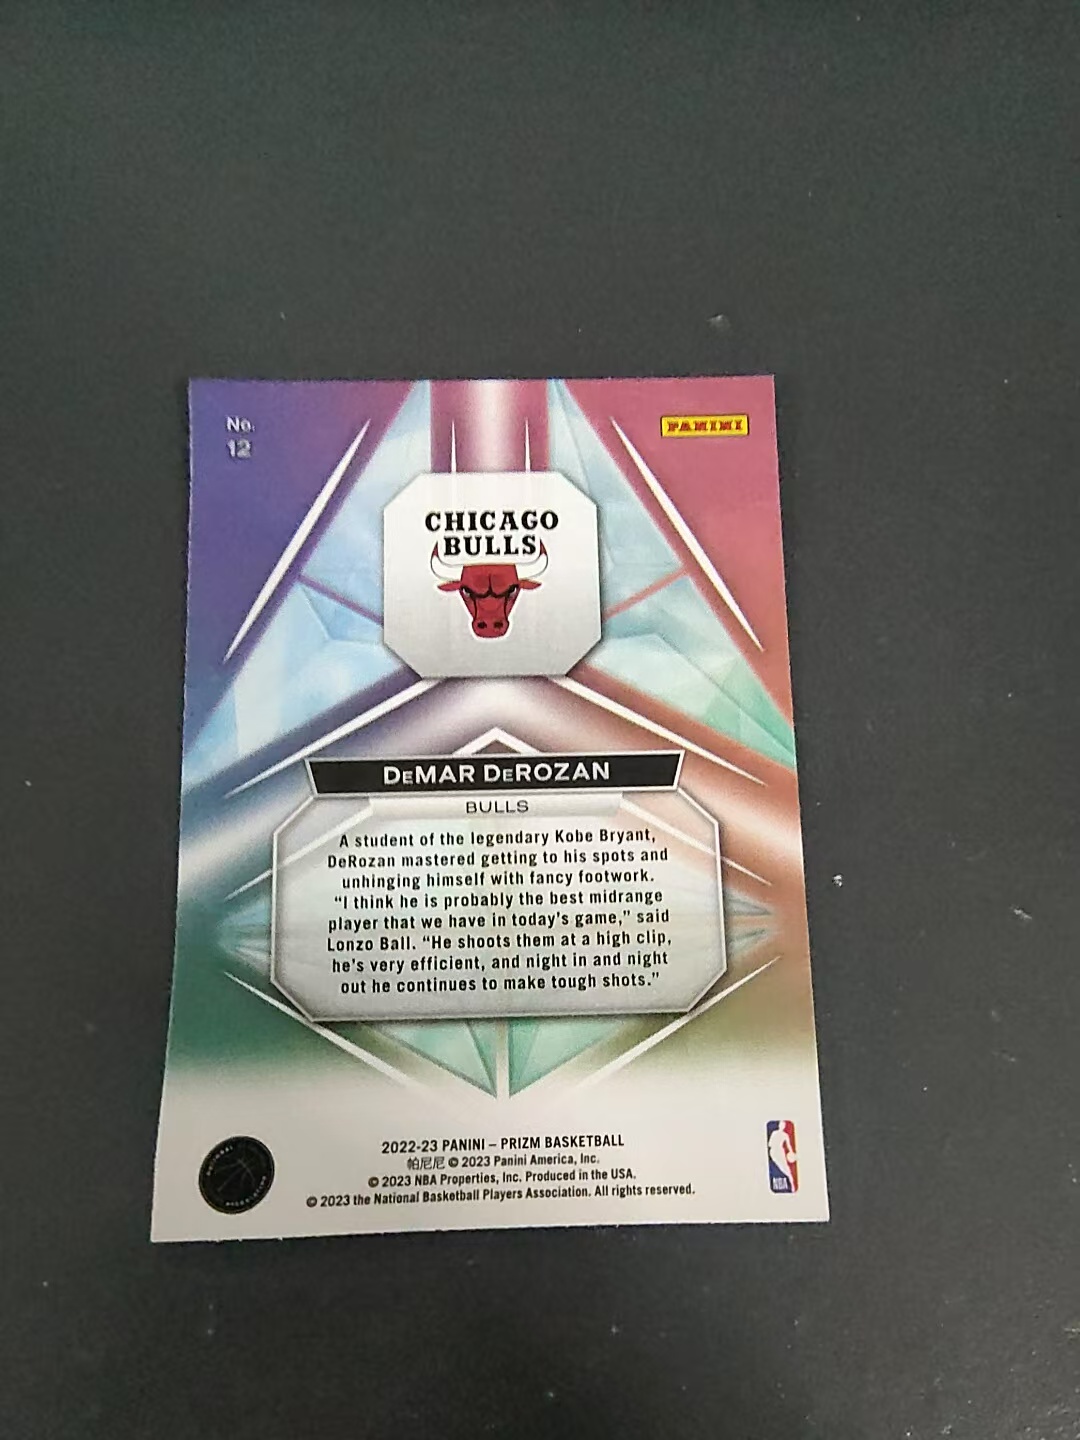 No.
12
PANINI
CHICAGO
BULLS
DeMAR DeROZAN
BULLS
A student of the legendary Kobe Bryant,
DeRozan mastered getting to his spots and
unhinging himself with fancy footwork.
“I think he is probably the best midrange
player that we have in today’s game,” said
Lonzo Ball. “He shoots them at a high clip,
he’s very efficient, and night in and night
out he continues to make tough shots.”
2022-23 PANINI – PRIZM BASKETBALL
帕尼尼 © 2023 Panini America, Inc.
© 2023 NBA Properties, Inc. Produced in the USA.
© 2023 the National Basketball Players Association. All rights reserved.
NBA